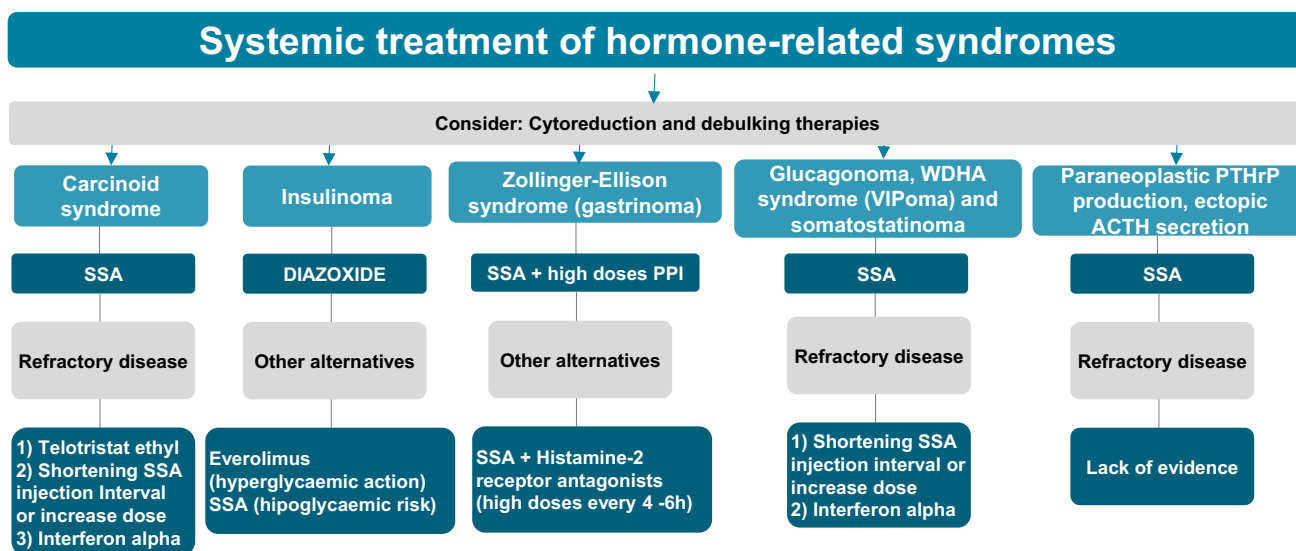 Systemic treatment of hormone-related syndromes
Consider: Cytoreduction and debulking therapies
Carcinoid
syndrome
SSA
Refractory disease
1) Telotristat ethyl
2) Shortening SSA
injection Interval
or increase dose
3) Interferon alpha
Insulinoma
DIAZOXIDE
Other alternatives
Everolimus
(hyperglycaemic action)
SSA (hipoglycaemic risk)
Zollinger-Ellison
syndrome (gastrinoma)
SSA + high doses PPI
Other alternatives
SSA + Histamine-2
receptor antagonists
(high doses every 4 -6h)
Glucagonoma, WDHA
syndrome (VIPoma) and
somatostatinoma
SSA
Refractory disease
1) Shortening SSA
injection interval or
increase dose
2) Interferon alpha
Paraneoplastic PTHrP
production, ectopic
ACTH secretion
SSA
Refractory disease
Lack of evidence